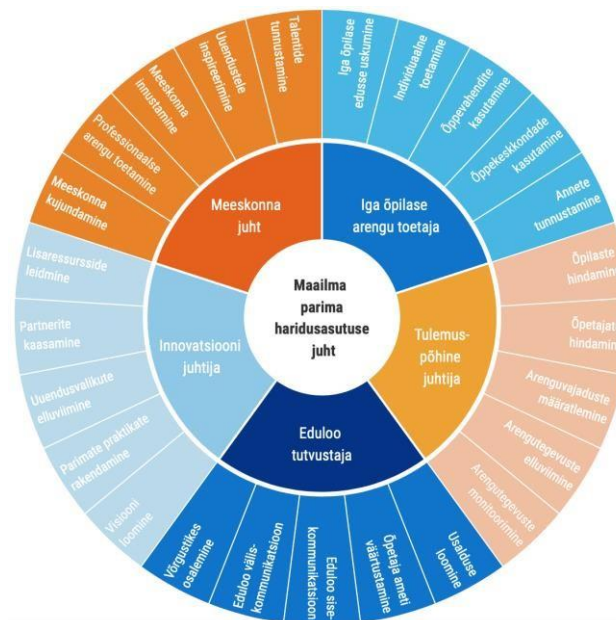 Maailma
parima
haridusasutuse
juht
Iga õpilase
arengu toetaja
Iga õpilase
edusse uskumine
Individuaalne
toetamine
Õppevahendite
kasutamine
Õppekeskkondade
kasutamine
Annete
tunnustamine
Tulemus-
põhine
juhtija
Õpilaste
hindamine
Õpetajate
hindamine
Arenguvajaduste
määratlemine
Arengutegevuste
elluviimine
Arengutegevuste
monitoorimine
Eduloo
tutvustaja
Usalduse
loomine
Õpetaja ameti
väärtustamine
Eduloo sise-
kommunikatsioon
Eduloo välis-
kommunikatsioon
Võrgustikes
osalemine
Innovatsiooni
juhtija
Visiooni
loomine
Parimate praktikate
rakendamine
Uuendusvalikute
elluviimine
Partnerite
kaasamine
Lisaressursside
leidmine
Meeskonna
juht
Meeskonna
kujundamine
Professionaalse
arengu toetamine
Meeskonna
innustamine
Uuendustele
inspireerimine
Talentide
tunnustamine